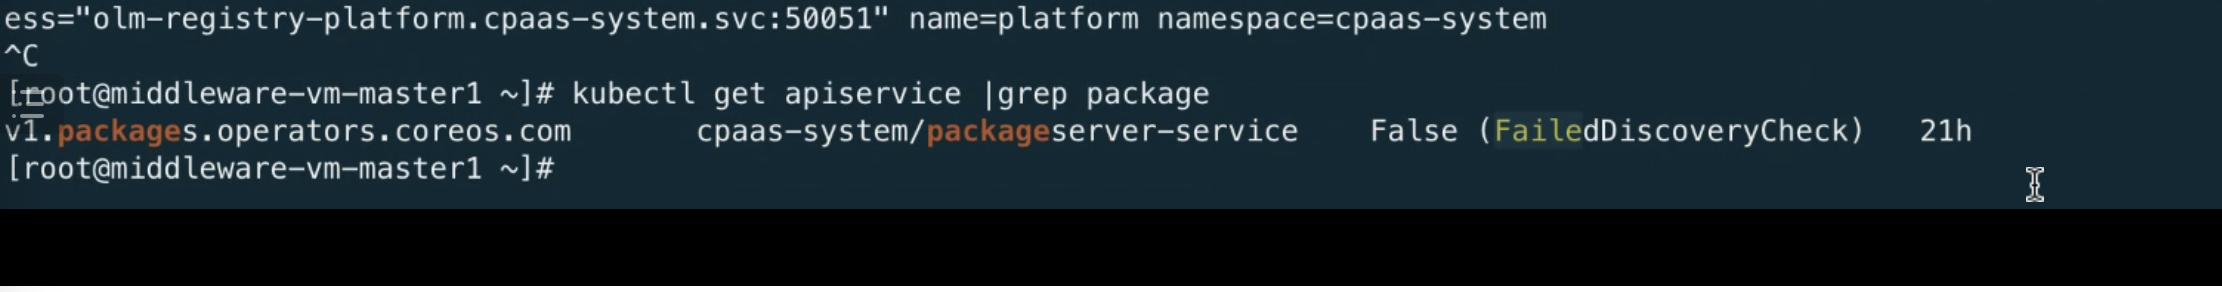 ess="olm-registry-platform.cpaas-system.svc:50051" name=platform namespace=cpaas-system
^C
[root@middleware-vm-master1 ~]# kubectl get apiservice |grep package
v1.packages.operators.coreos.com       cpaas-system/packageserver-service    False (FailedDiscoveryCheck)   21h
[root@middleware-vm-master1 ~]#